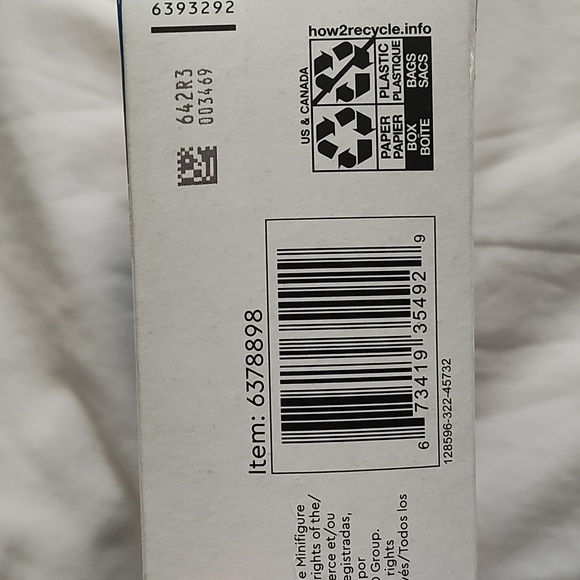 6393292
642R3
003469
how2recycle.info
US & CANADA
PAPER
PAPIER
BOX
BOÎTE
PLASTIC
PLASTIQUE
BAGS
SACS
Item: 6378898
6 73419 35492 9
128596-322-45732
e Minifigure
rights of the/
erce et/ou
egistradas,
por
O Group.
rights
vés/Todos los